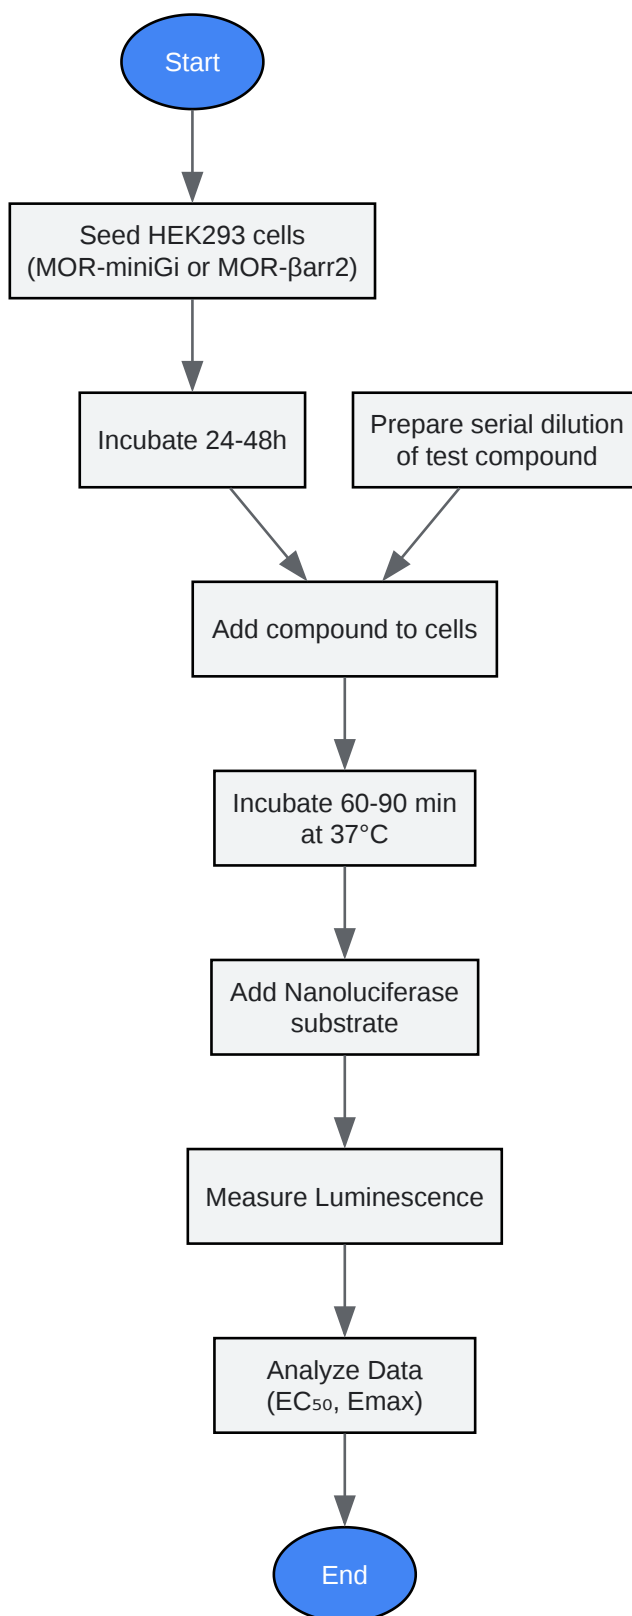 Start
Seed HEK293 cells
(MOR-miniGi or MOR-βarr2)
Incubate 24-48h
Prepare serial dilution
of test compound
Add compound to cells
Incubate 60-90 min
at 37°C
Add Nanoluciferase
substrate
Measure Luminescence
Analyze Data
(EC₅₀, Emax)
End